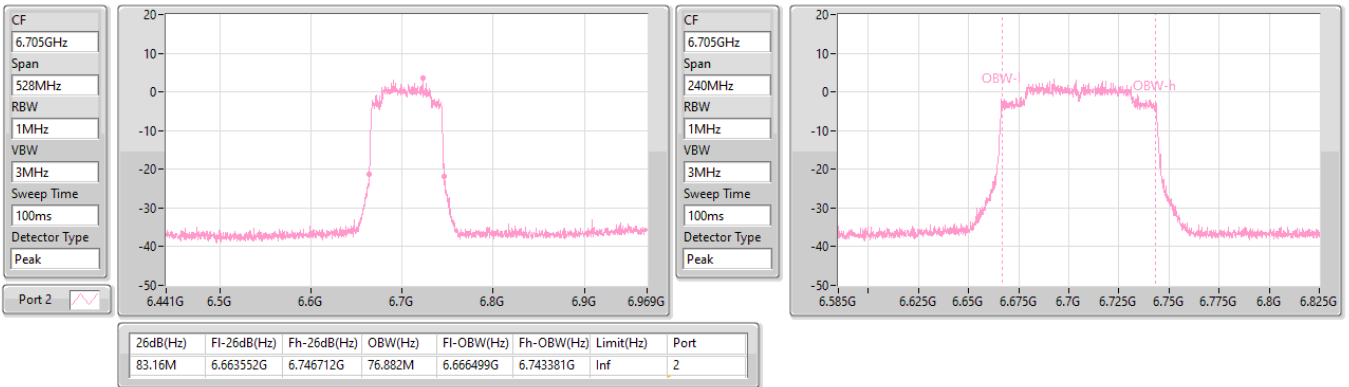 CF
6.705GHz
Span
528MHz
RBW
1MHz
VBW
3MHz
Sweep Time
100ms
Detector Type
Peak
Port 2
20
10
0
-10
-20
-30
-40
-50
6.441G 6.5G 6.6G 6.7G 6.8G 6.9G 6.969G
CF
6.705GHz
Span
240MHz
RBW
1MHz
VBW
3MHz
Sweep Time
100ms
Detector Type
Peak
20
10
0
-10
-20
-30
-40
-50
OBW-l
OBW-h
6.585G 6.625G 6.65G 6.675G 6.7G 6.725G 6.75G 6.775G 6.8G 6.825G
26dB(Hz) Fl-26dB(Hz) Fh-26dB(Hz) OBW(Hz) Fl-OBW(Hz) Fh-OBW(Hz) Limit(Hz) Port
83.16M 6.663552G 6.746712G 76.882M 6.666499G 6.743381G Inf 2